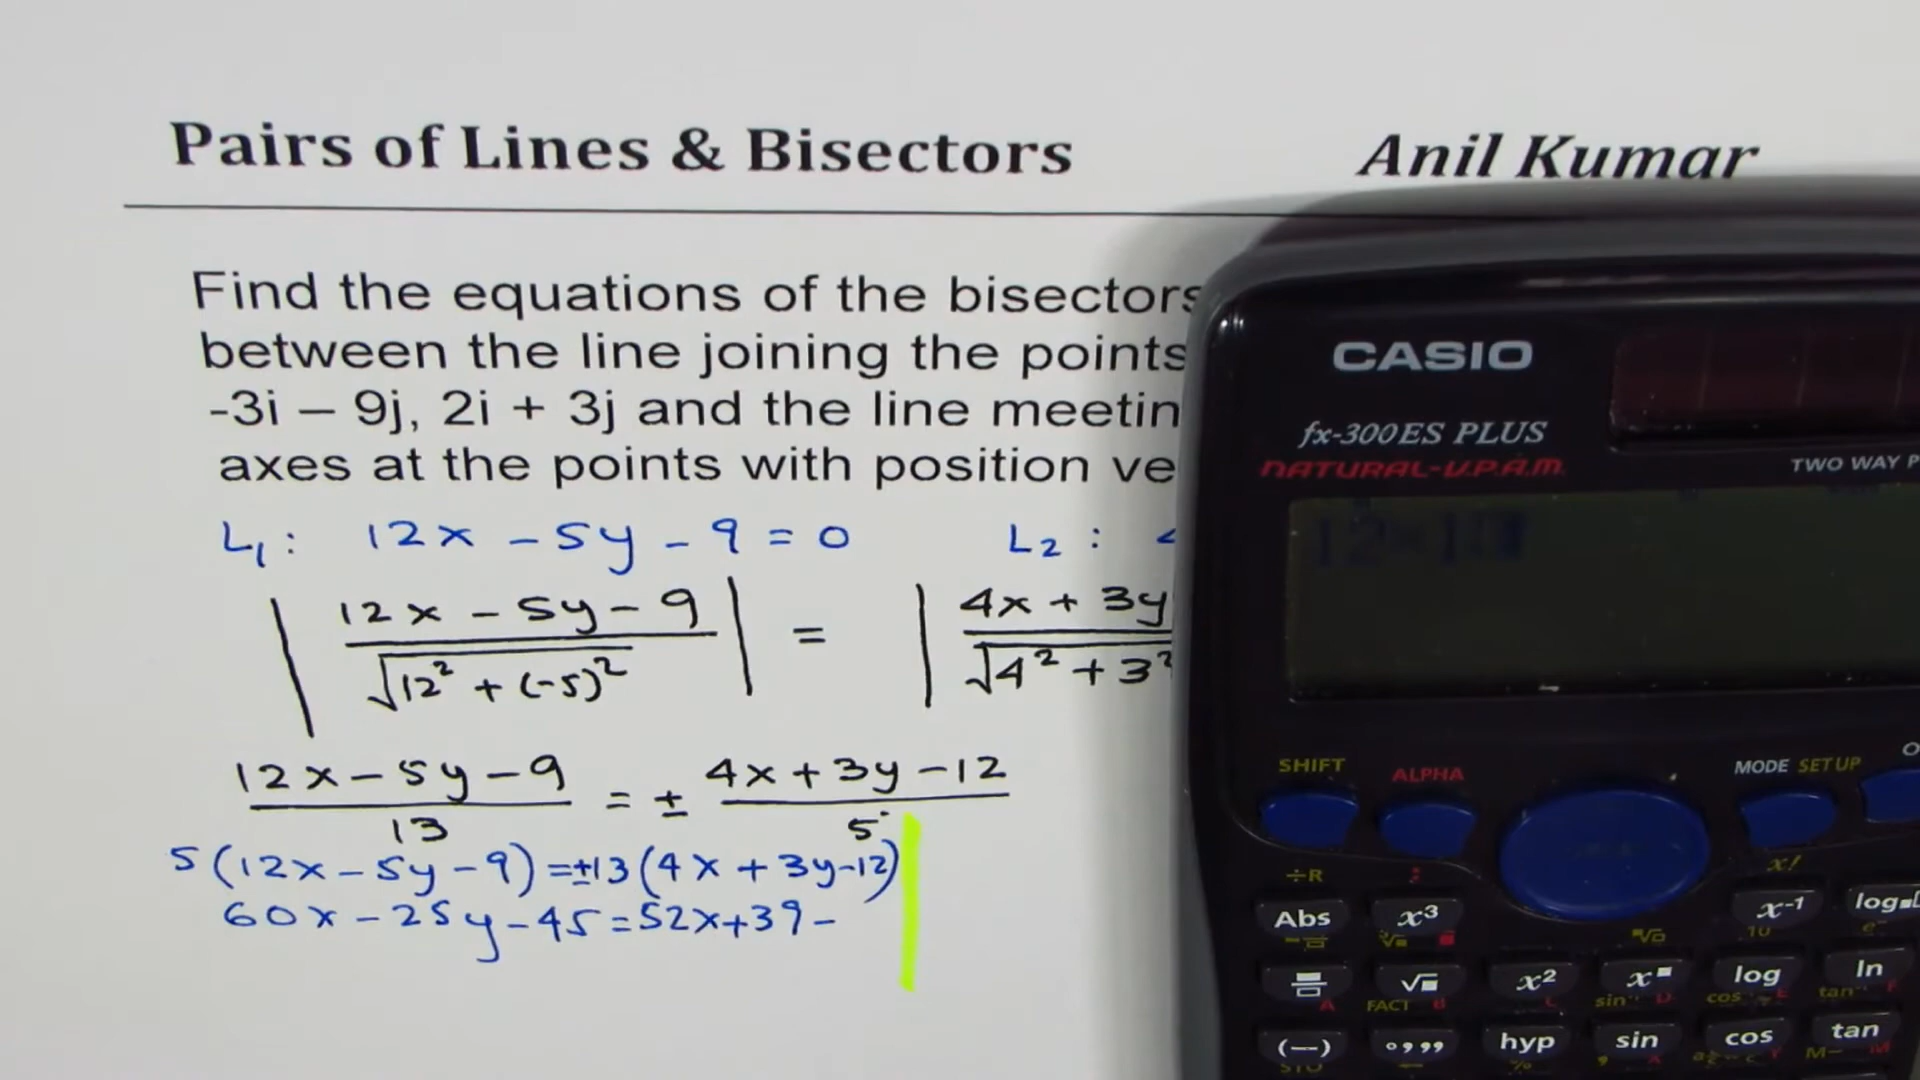 Pairs of Lines & Bisectors
Anil Kumar
Find the equations of the bisectors
between the line joining the points
-3i – 9j, 2i + 3j and the line meetin
axes at the points with position ve
L₁: 12x - 5y - 9 = 0
L₂ :
| 12x - 5y - 9 | = | 4x + 3y
√12² + (-5)² √4² + 3²
12x - 5y - 9 = ± 4x + 3y - 12
13 5
5(12x - 5y - 9) = ±13(4x + 3y - 12)
60x - 25y - 45 = 52x + 39 -
CASIO
fx-300ES PLUS
NATURAL-V.P.A.M.
TWO WAY P
12×1
SHIFT ALPHA MODE SETUP
÷R : x!
Abs x³ x⁻¹ log
√ x² x log ln
(—) hyp sin cos tan